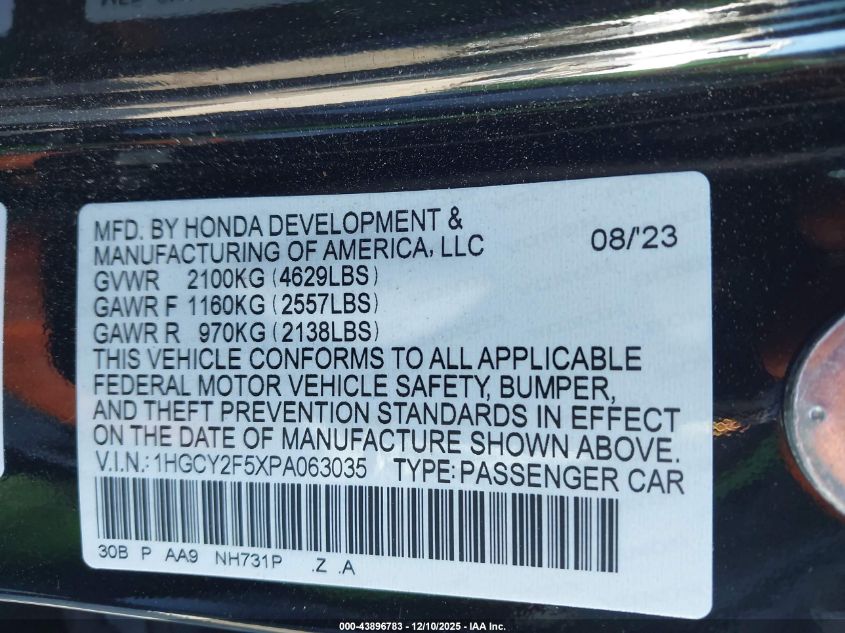 MFD. BY HONDA DEVELOPMENT &
MANUFACTURING OF AMERICA, LLC 08/'23
GVWR 2100KG (4629LBS)
GAWR F 1160KG (2557LBS)
GAWR R 970KG (2138LBS)
THIS VEHICLE CONFORMS TO ALL APPLICABLE
FEDERAL MOTOR VEHICLE SAFETY, BUMPER,
AND THEFT PREVENTION STANDARDS IN EFFECT
ON THE DATE OF MANUFACTURE SHOWN ABOVE.
V.I.N.: 1HGCY2F5XPA063035 TYPE: PASSENGER CAR
30B P AA9 NH731P .Z .A
000-43896783 - 12/10/2025 - IAA Inc.